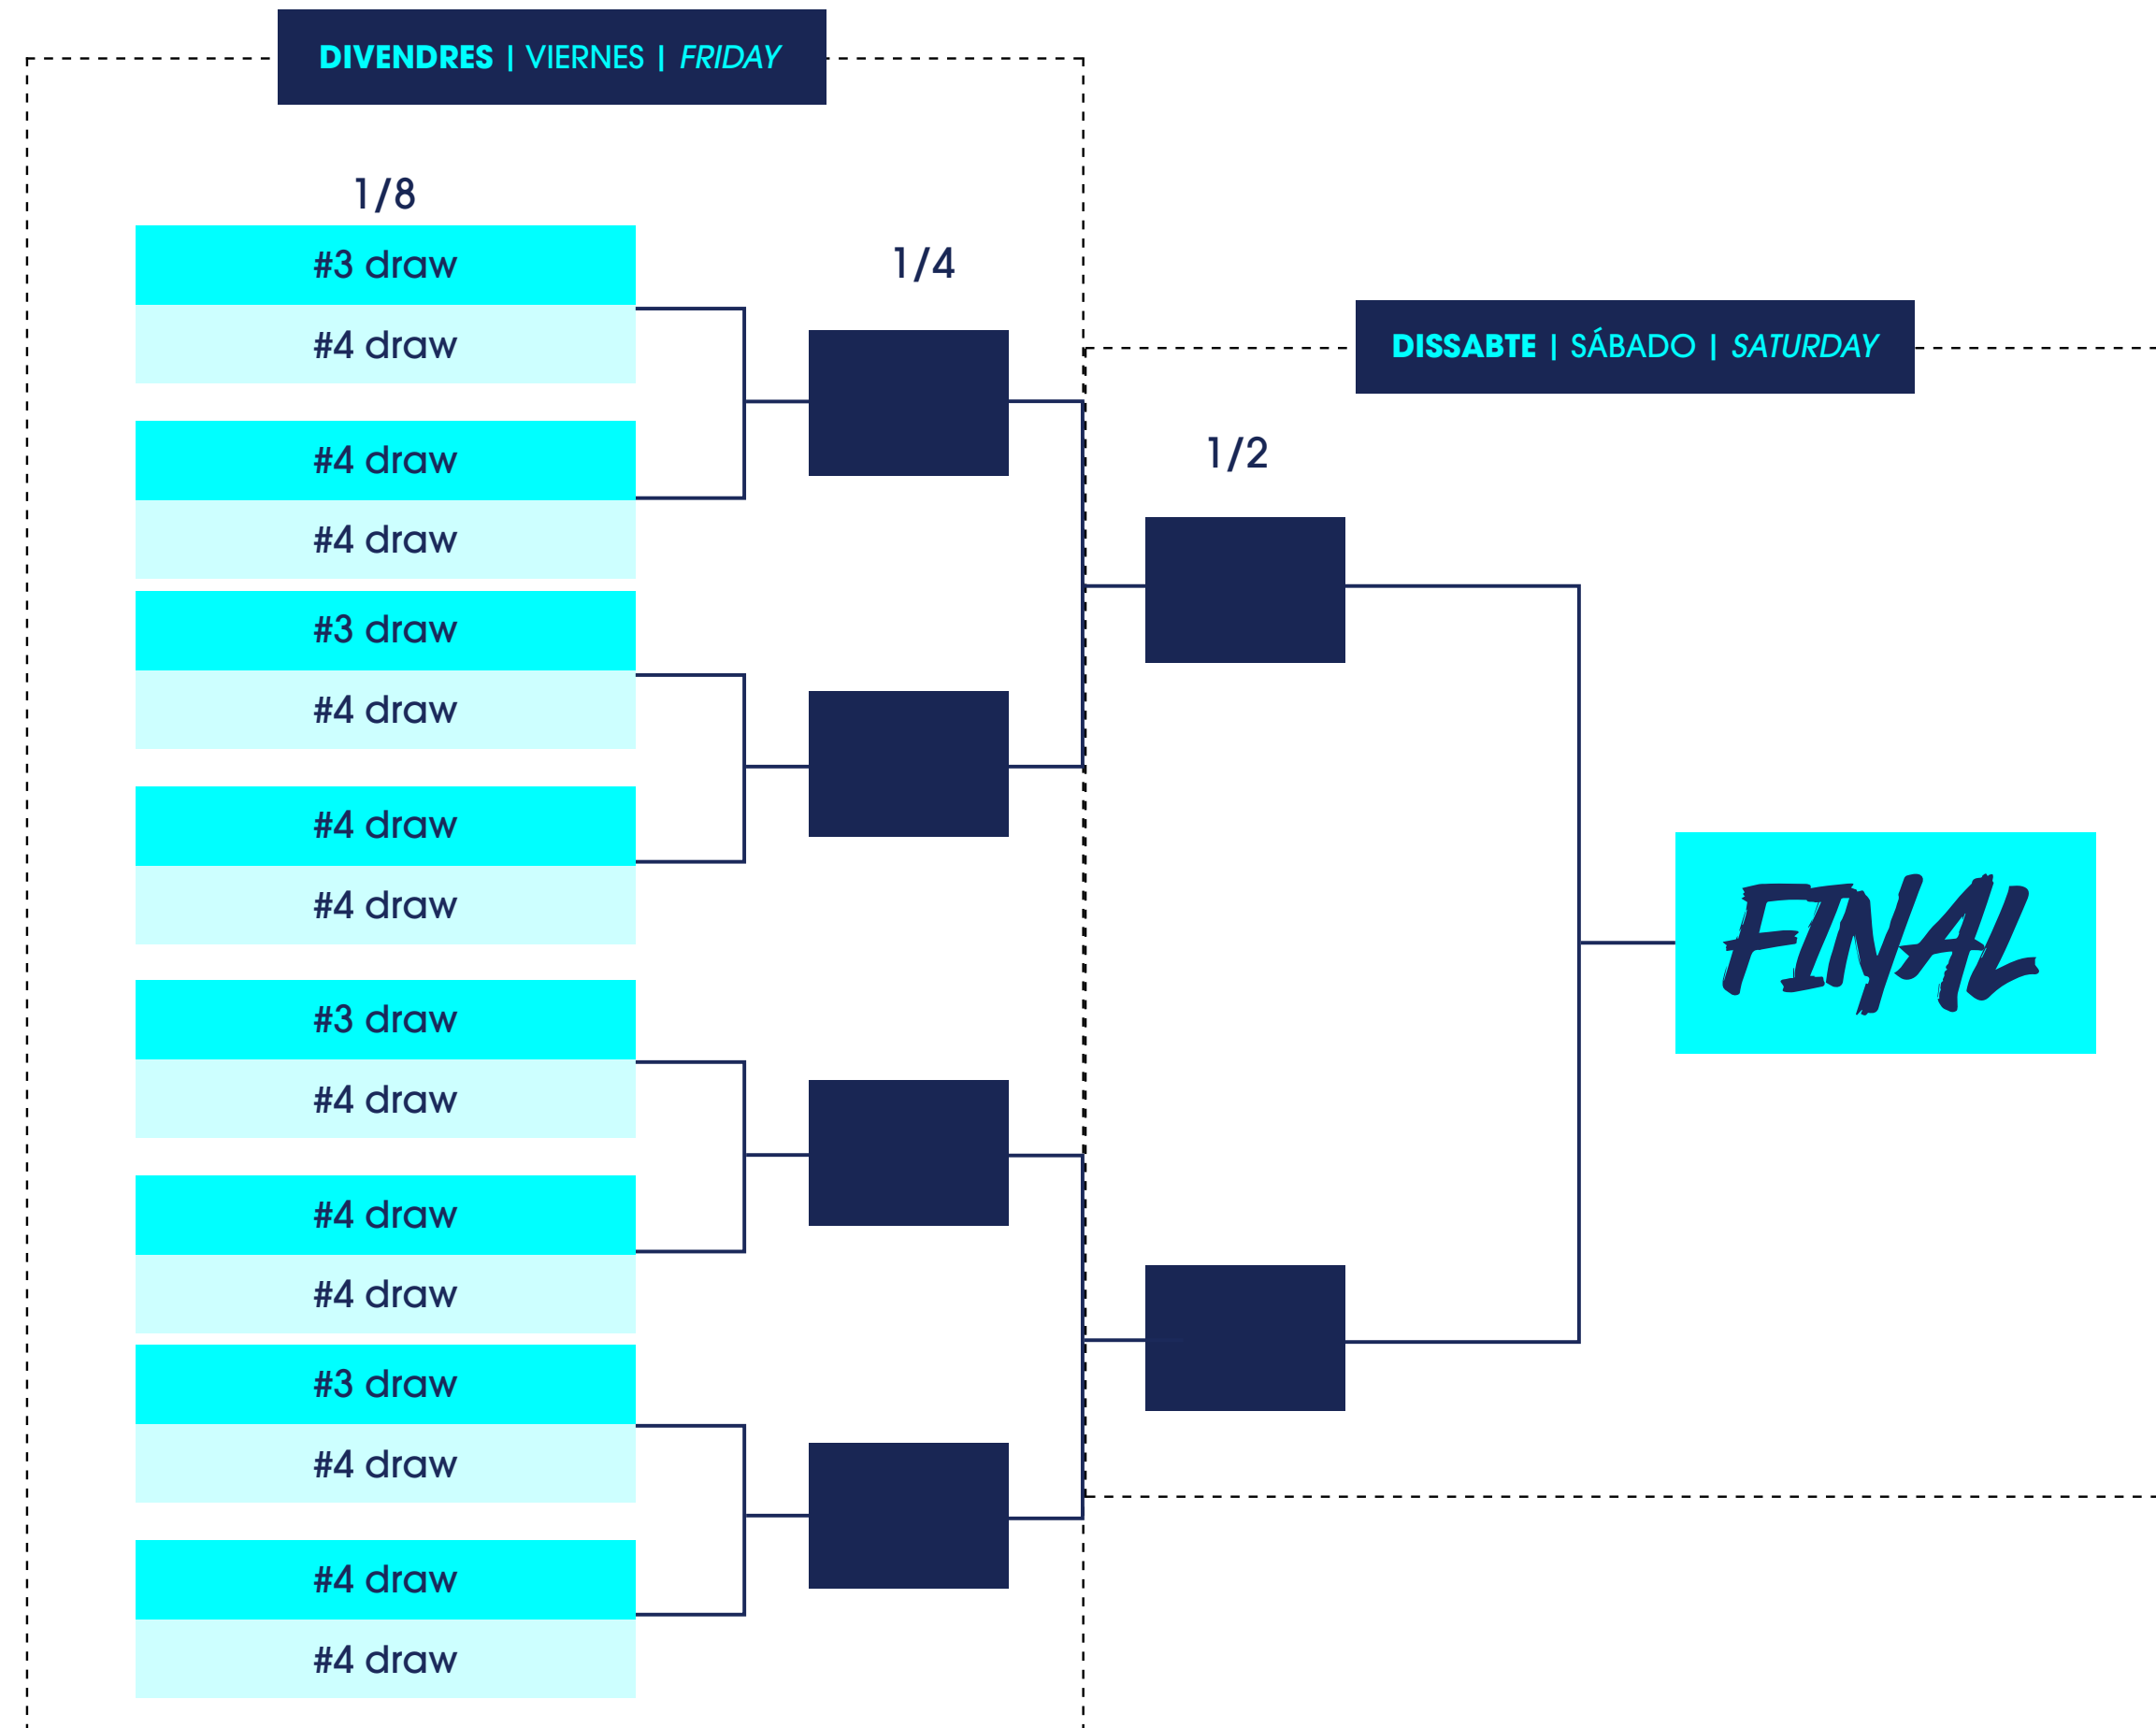 DIVENDRES | VIERNES | FRIDAY
1/8
#3 draw
#4 draw
#4 draw
#4 draw
#3 draw
#4 draw
#4 draw
#4 draw
#3 draw
#4 draw
#4 draw
#4 draw
#3 draw
#4 draw
#4 draw
#4 draw
1/4
DISSABTE | SÁBADO | SATURDAY
1/2
FINAL